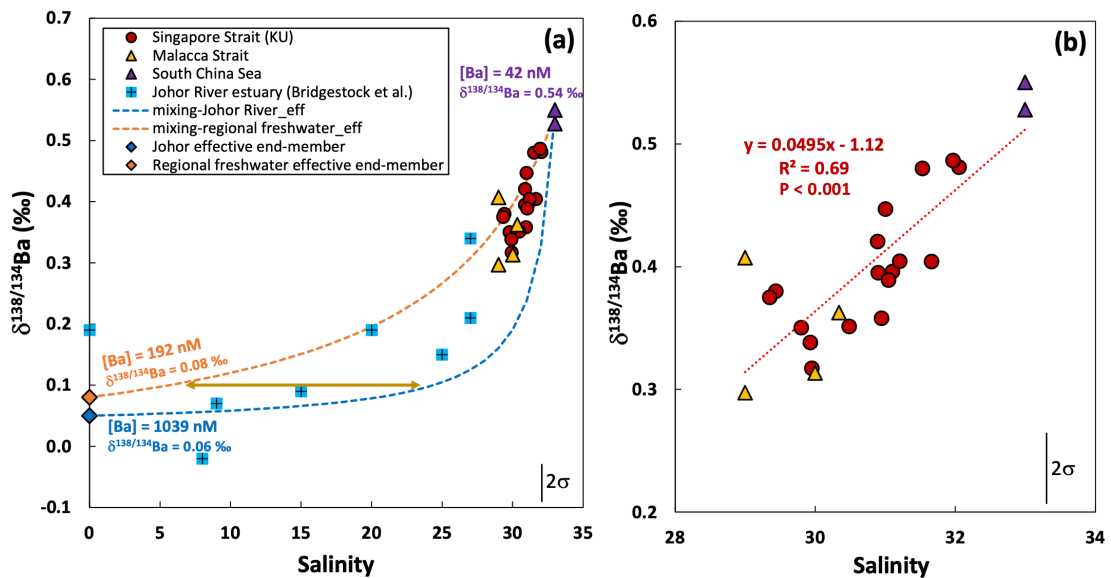 (a)
Singapore Strait (KU)
Malacca Strait
South China Sea
Johor River estuary (Bridgestock et al.)
mixing-Johor River_eff
mixing-regional freshwater_eff
Johor effective end-member
Regional freshwater effective end-member
[Ba] = 42 nM
δ138/134Ba = 0.54 ‰
[Ba] = 192 nM
δ138/134Ba = 0.08 ‰
[Ba] = 1039 nM
δ138/134Ba = 0.06 ‰
2σ
δ138/134Ba (‰)
0.7
0.6
0.5
0.4
0.3
0.2
0.1
0.0
-0.1
0 5 10 15 20 25 30 35
Salinity
(b)
y = 0.0495x - 1.12
R² = 0.69
P < 0.001
2σ
δ138/134Ba (‰)
0.6
0.5
0.4
0.3
0.2
28 30 32 34
Salinity